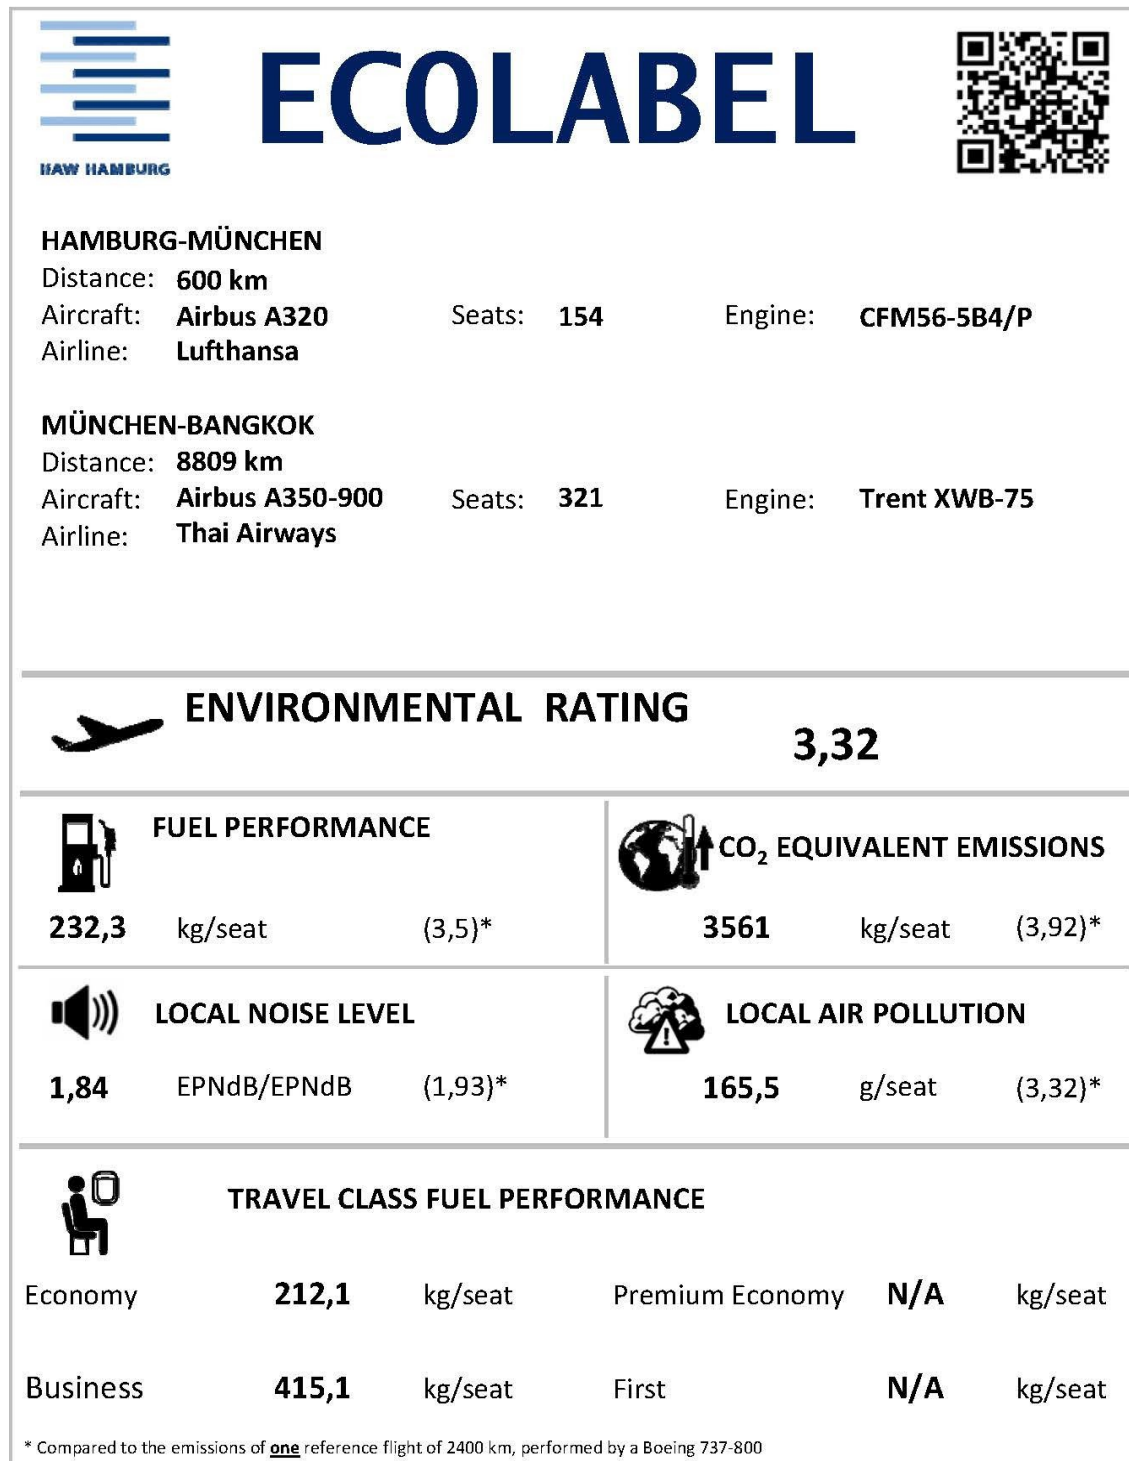 ECOLABEL
HAW HAMBURG
HAMBURG-MÜNCHEN
Distance: 600 km
Aircraft: Airbus A320 Seats: 154 Engine: CFM56-5B4/P
Airline: Lufthansa
MÜNCHEN-BANGKOK
Distance: 8809 km
Aircraft: Airbus A350-900 Seats: 321 Engine: Trent XWB-75
Airline: Thai Airways
ENVIRONMENTAL RATING
3,32
FUEL PERFORMANCE
232,3 kg/seat (3,5)*
CO₂ EQUIVALENT EMISSIONS
3561 kg/seat (3,92)*
LOCAL NOISE LEVEL
1,84 EPNdB/EPNdB (1,93)*
LOCAL AIR POLLUTION
165,5 g/seat (3,32)*
TRAVEL CLASS FUEL PERFORMANCE
Economy 212,1 kg/seat Premium Economy N/A kg/seat
Business 415,1 kg/seat First N/A kg/seat
* Compared to the emissions of one reference flight of 2400 km, performed by a Boeing 737-800